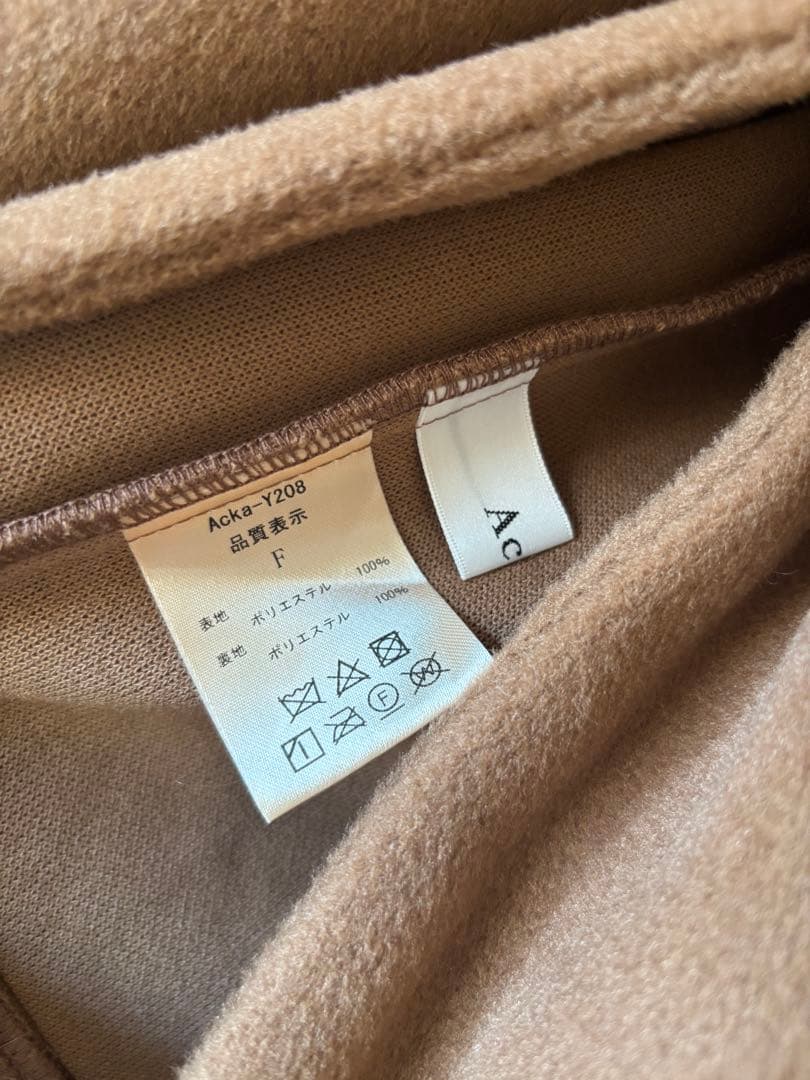 Acka-Y208
品質表示
F
表地 ポリエステル 100%
裏地 ポリエステル 100%
F
W
Ac